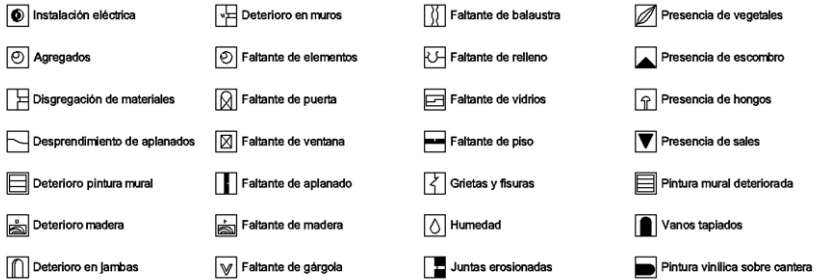 Instalación eléctrica
Agregados
Disgregación de materiales
Desprendimiento de aplanados
Deterioro pintura mural
Deterioro madera
Deterioro en jambas
Deterioro en muros
Faltante de elementos
Faltante de puerta
Faltante de ventana
Faltante de aplanado
Faltante de madera
Faltante de gárgola
Faltante de balaustra
Faltante de relleno
Faltante de vidrios
Faltante de piso
Grietas y fisuras
Humedad
Juntas erosionadas
Presencia de vegetales
Presencia de escombro
Presencia de hongos
Presencia de sales
Pintura mural deteriorada
Vanos tapiados
Pintura vinílica sobre cantera